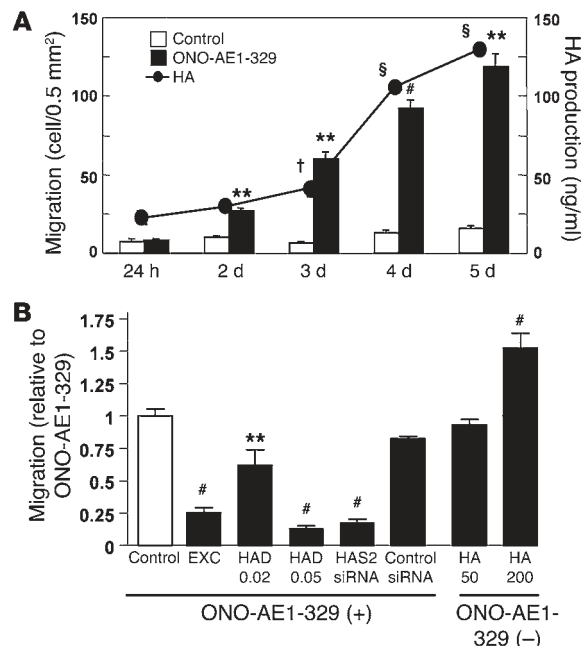 A
Migration (cell/0.5 mm²)
150
100
50
0
Control
ONO-AE1-329
HA
**
†
**
§
#
§
**
150
100
50
0
HA production (ng/ml)
24 h 2 d 3 d 4 d 5 d
B
Migration (relative to
ONO-AE1-329)
1.75
1.5
1.25
1
0.75
0.5
0.25
0
#
**
#
#
#
Control EXC HAD HAD HAS2 Control HA HA
0.02 0.05 siRNA siRNA 50 200
ONO-AE1-329 (+) ONO-AE1-
329 (–)